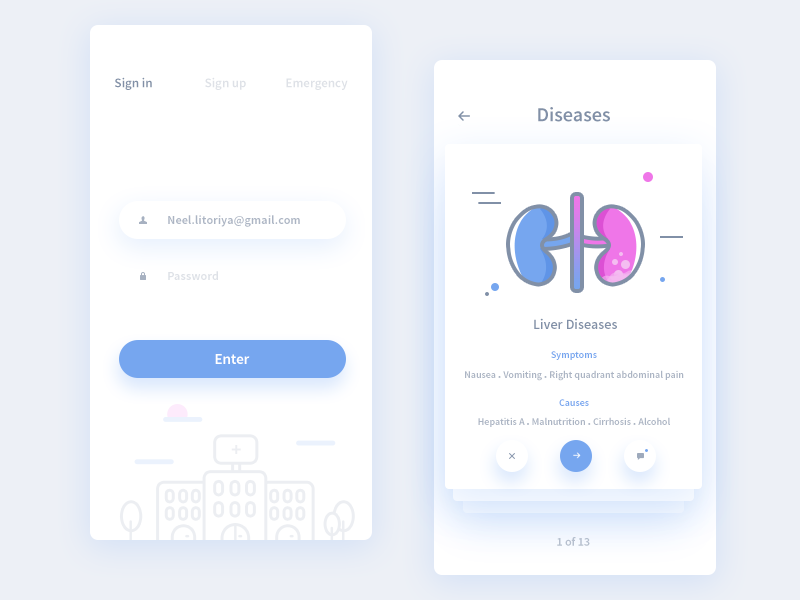 Sign in Sign up Emergency
Neel.litoriya@gmail.com
Password
Enter
Diseases
Liver Diseases
Symptoms
Nausea . Vomiting . Right quadrant abdominal pain
Causes
Hepatitis A . Malnutrition . Cirrhosis . Alcohol
1 of 13